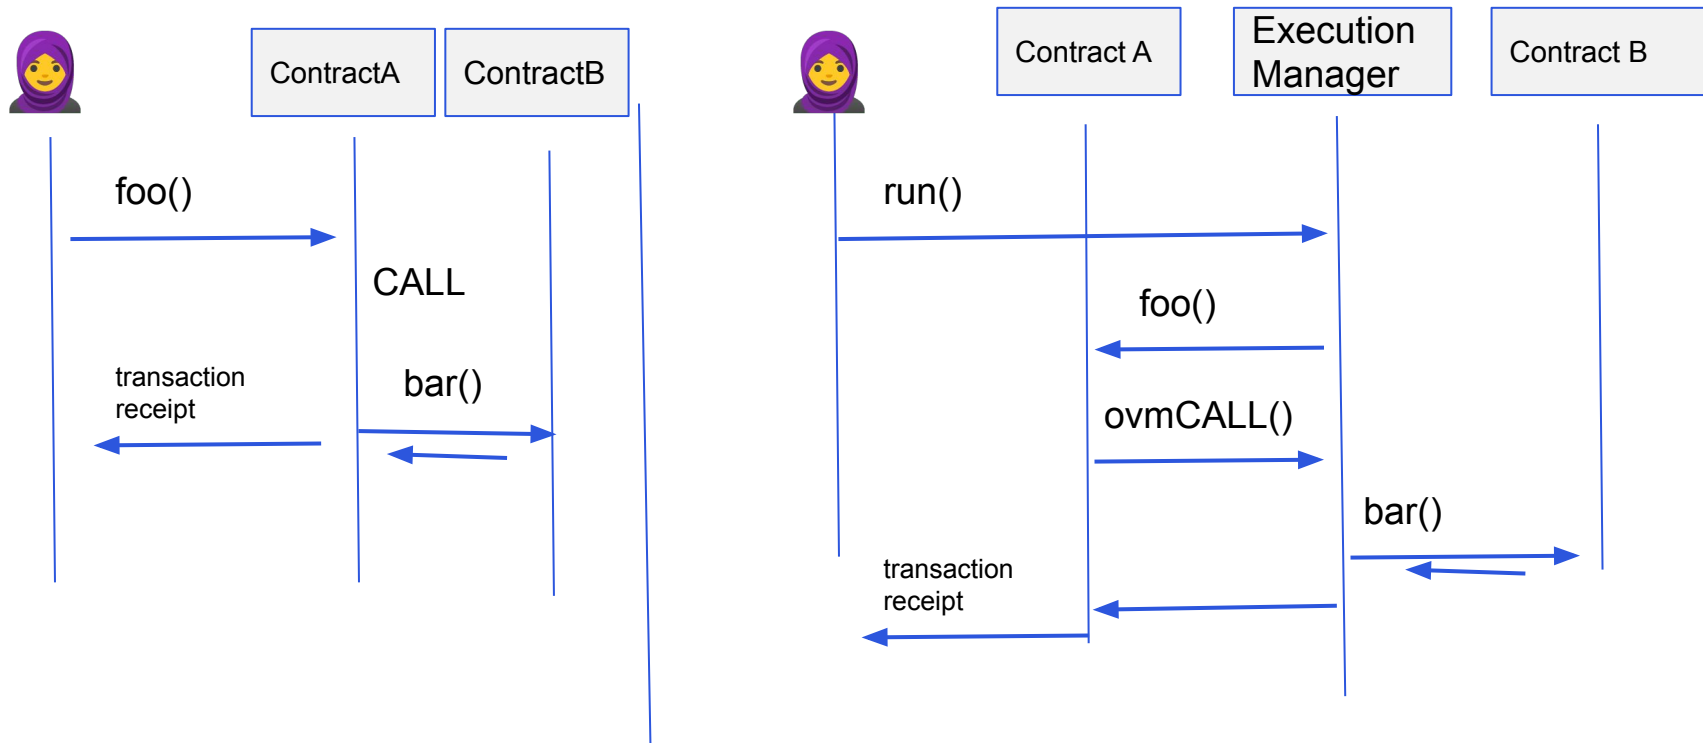 ContractA
ContractB
foo()
CALL
bar()
transaction
receipt
Contract A
Execution
Manager
Contract B
run()
foo()
ovmCALL()
bar()
transaction
receipt